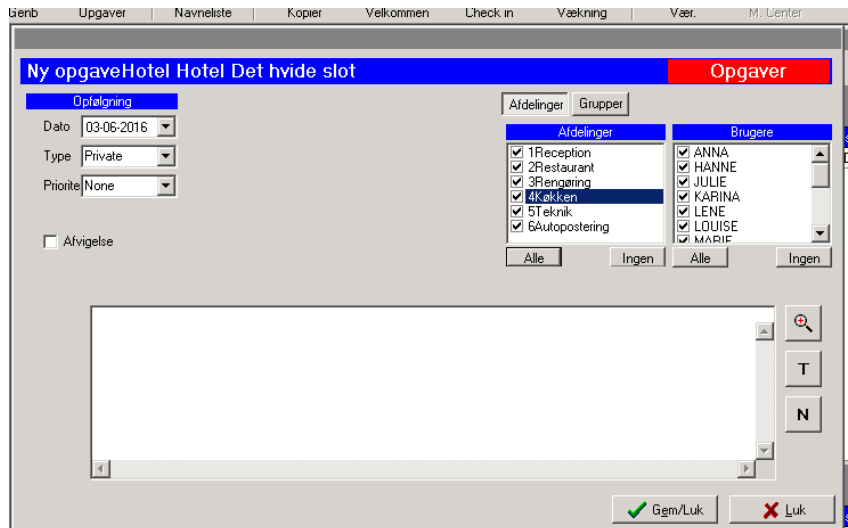 Genb Opgaver Navneliste Kopier Velkommen Check in Vækning Vær. M. Center
Ny opgaveHotel Hotel Det hvide slot Opgaver
Opfølgning
Afdelinger Grupper
Dato 03-06-2016
Type Private
Priorite None
Afvigelse
Afdelinger
1Reception
2Restaurant
3Rengøring
4Køkken
5Teknik
6Autopostering
Alle Ingen
Brugere
ANNA
HANNE
JULIE
KARINA
LENE
LOUISE
MARIE
Alle Ingen
T
N
Gem/Luk Luk